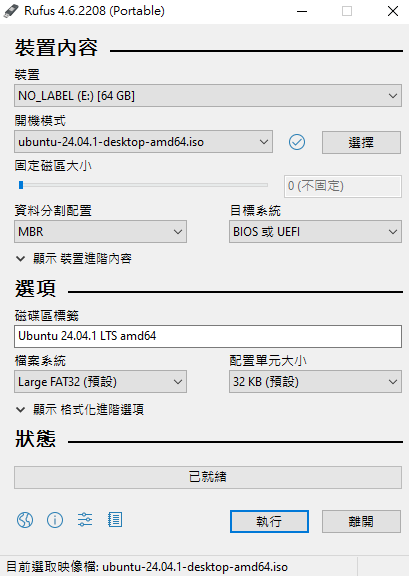 Rufus 4.6.2208 (Portable)
裝置內容
裝置
NO_LABEL (E:) [64 GB]
開機模式
ubuntu-24.04.1-desktop-amd64.iso
選擇
固定磁區大小
0 (不固定)
資料分割配置
目標系統
MBR
BIOS 或 UEFI
顯示 裝置進階內容
選項
磁碟區標籤
Ubuntu 24.04.1 LTS amd64
檔案系統
配置單元大小
Large FAT32 (預設)
32 KB (預設)
顯示 格式化進階選項
狀態
已就緒
執行
離開
目前選取映像檔: ubuntu-24.04.1-desktop-amd64.iso